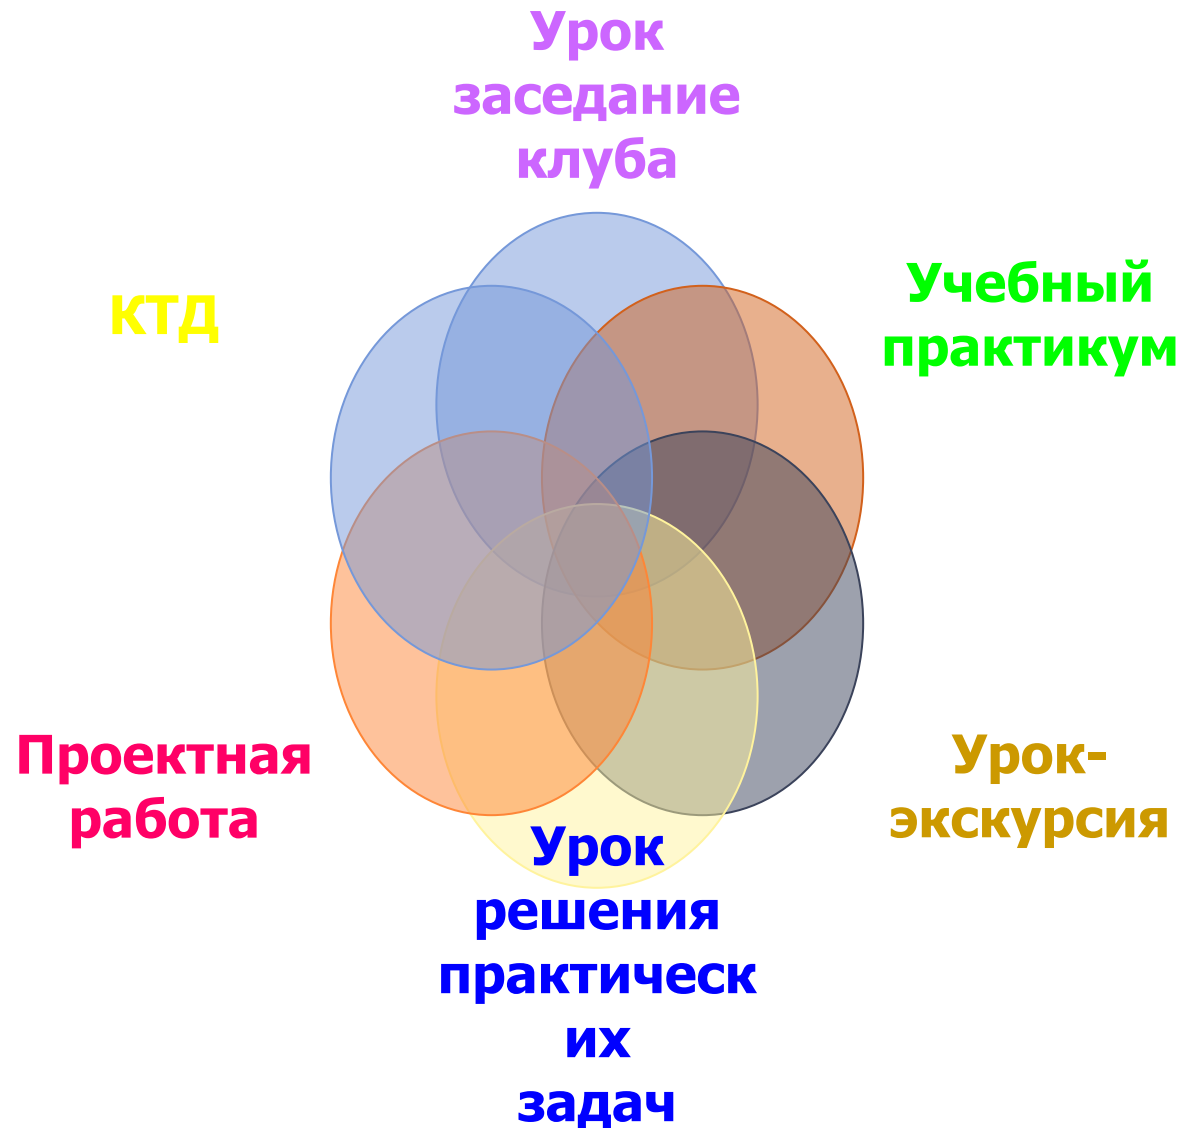 Урок
заседание
клуба
КТД
Учебный
практикум
Проектная
работа
Урок-
экскурсия
Урок
решения
практическ
их
задач